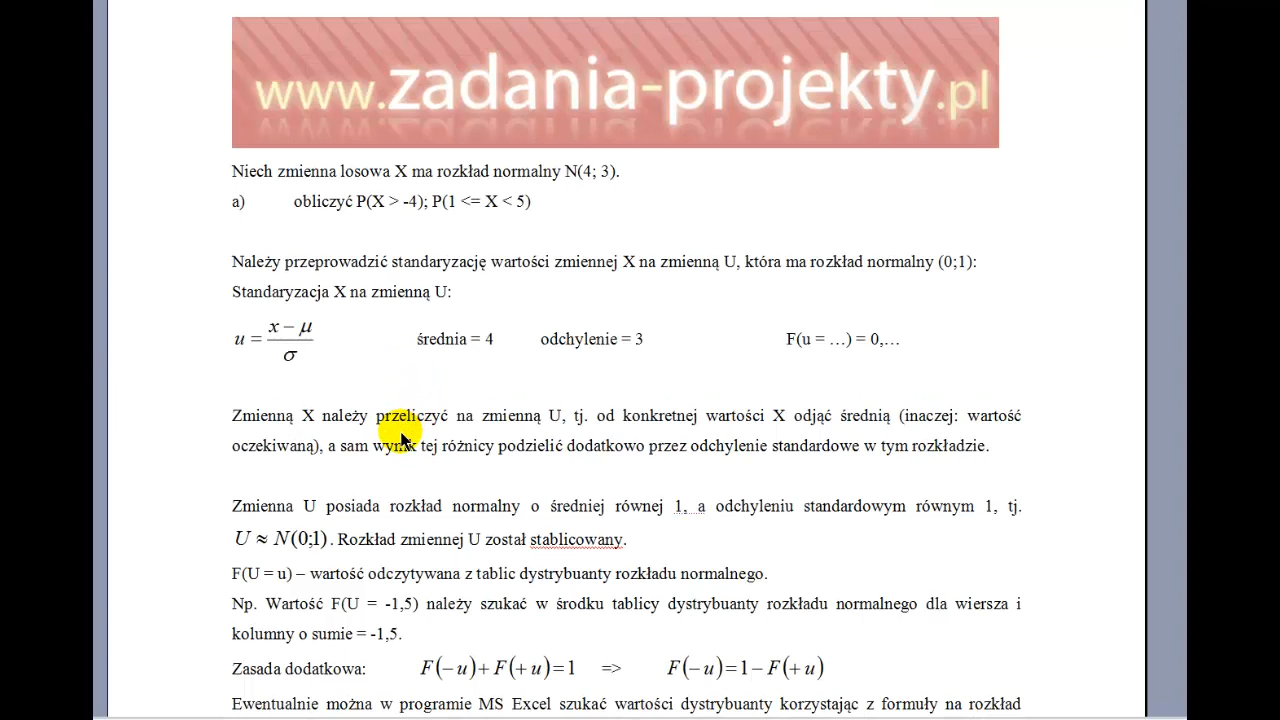 www.zadania-projekty.pl
Niech zmienna losowa X ma rozkład normalny N(4; 3).
a) obliczyć P(X > -4); P(1 <= X < 5)
Należy przeprowadzić standaryzację wartości zmiennej X na zmienną U, która ma rozkład normalny (0;1):
Standaryzacja X na zmienną U:
u = (x − μ)/σ średnia = 4 odchylenie = 3 F(u = …) = 0,…
Zmienną X należy przeliczyć na zmienną U, tj. od konkretnej wartości X odjąć średnią (inaczej: wartość
oczekiwaną), a sam wynik tej różnicy podzielić dodatkowo przez odchylenie standardowe w tym rozkładzie.
Zmienna U posiada rozkład normalny o średniej równej 1, a odchyleniu standardowym równym 1, tj.
U ≈ N(0;1). Rozkład zmiennej U został stablicowany.
F(U = u) – wartość odczytywana z tablic dystrybuanty rozkładu normalnego.
Np. Wartość F(U = -1,5) należy szukać w środku tablicy dystrybuanty rozkładu normalnego dla wiersza i
kolumny o sumie = -1,5.
Zasada dodatkowa: F(−u)+F(+u)=1 => F(−u)=1−F(+u)
Ewentualnie można w programie MS Excel szukać wartości dystrybuanty korzystając z formuły na rozkład